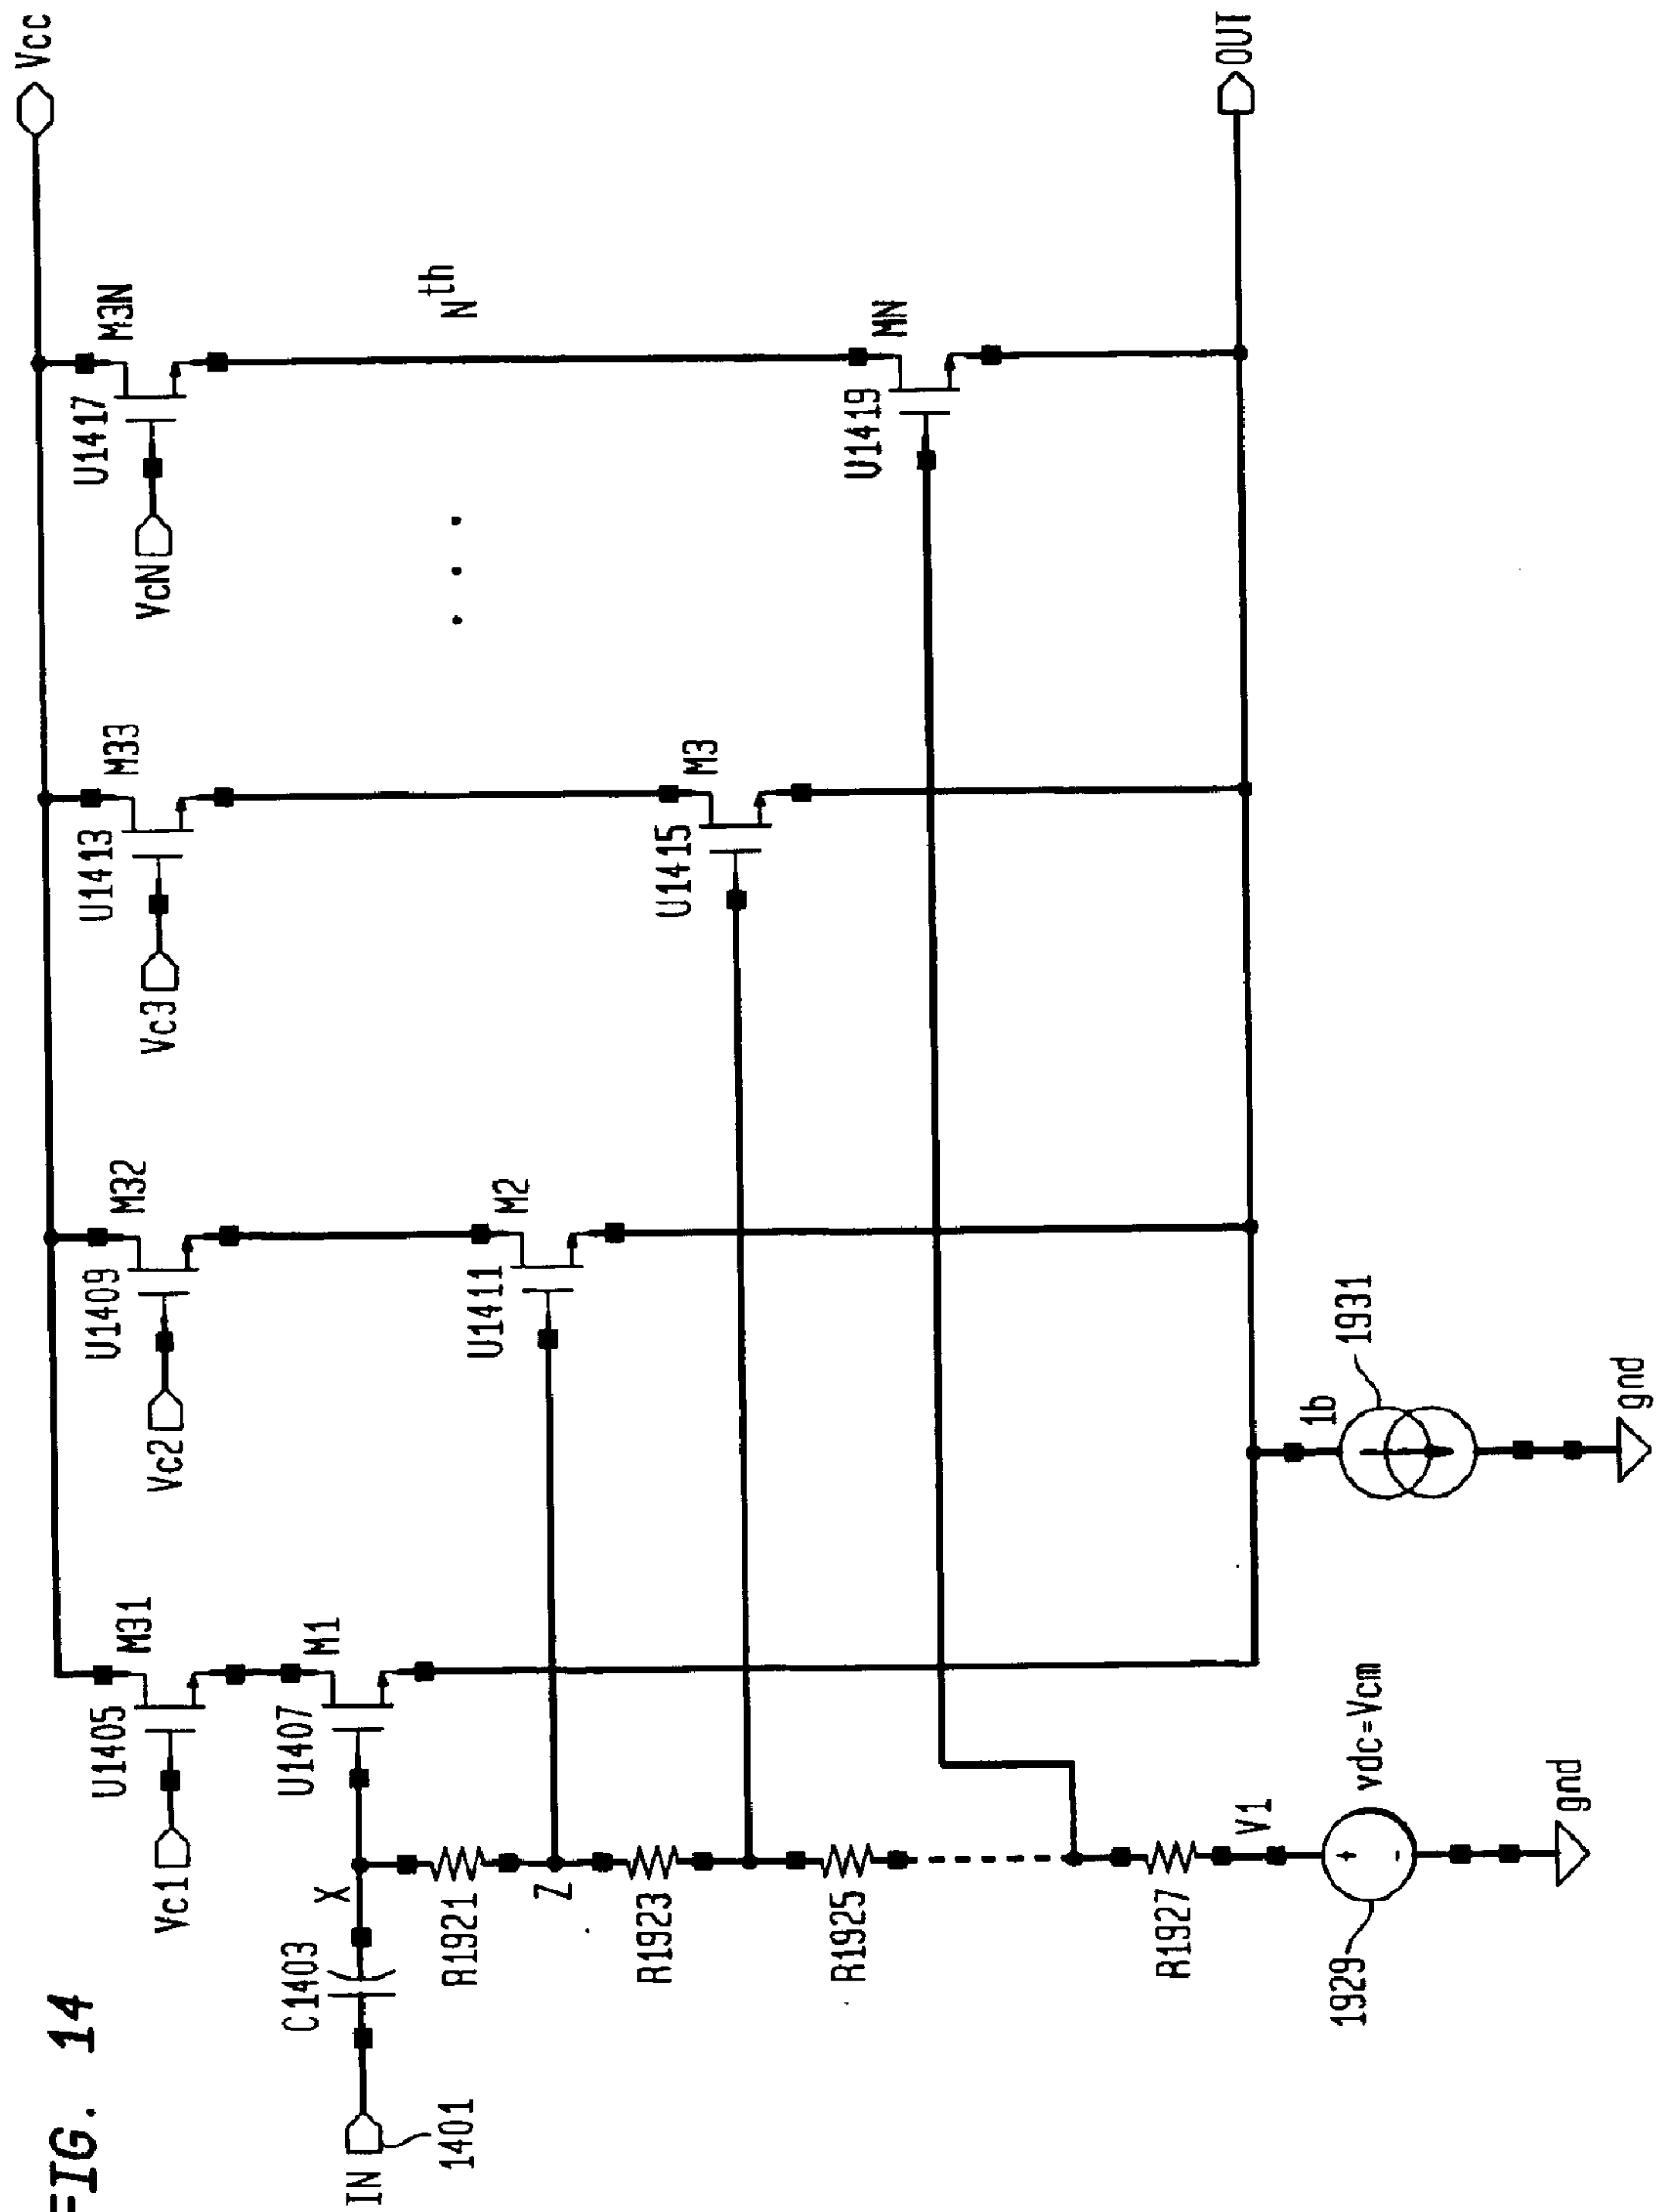 FIG. 14
Vcc
Vc1
U1405
M31
Vc2
U1409
M32
Vc3
U1413
M33
VcN
U1417
M3N
IN
1401
C1403
X
U1407
M1
U1411
M2
U1415
M3
U1419
MN
. . .
Nth
R1921
Z
R1923
R1925
R1927
V1
vdc=Vcm
1929
gnd
1b
1931
gnd
OUT